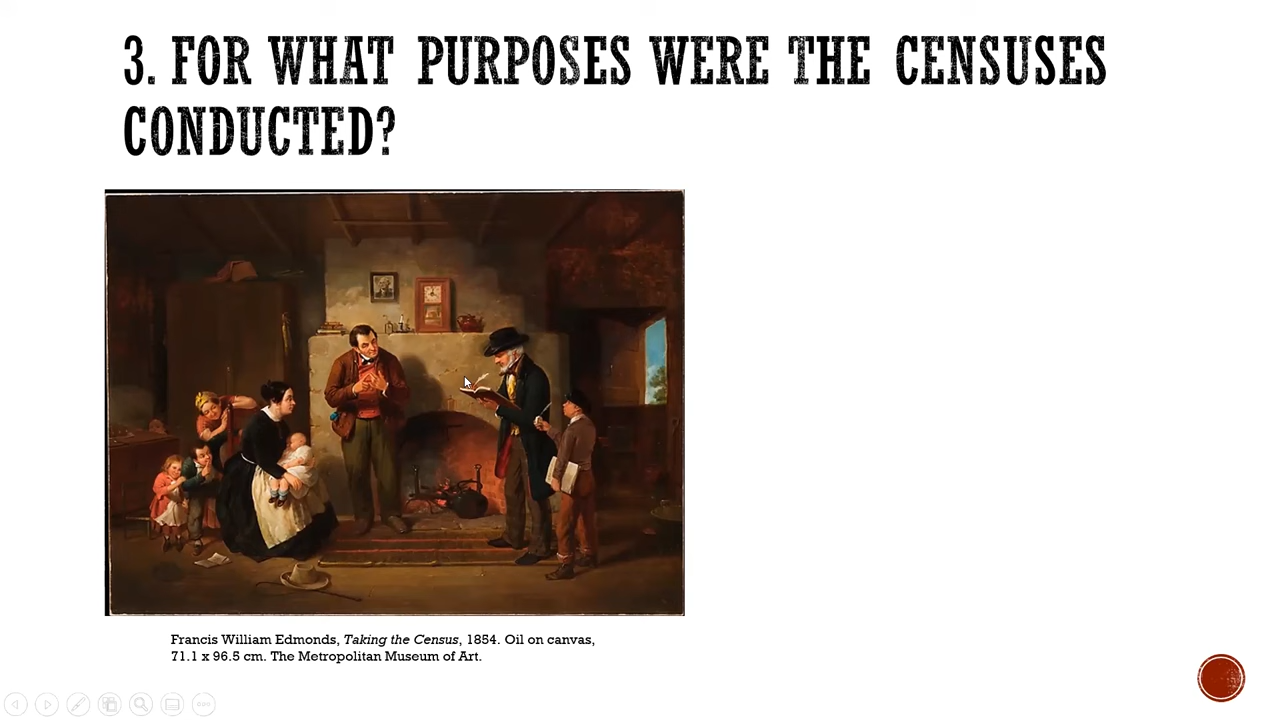 3. FOR WHAT PURPOSES WERE THE CENSUSES
CONDUCTED?
Francis William Edmonds, Taking the Census, 1854. Oil on canvas,
71.1 x 96.5 cm. The Metropolitan Museum of Art.